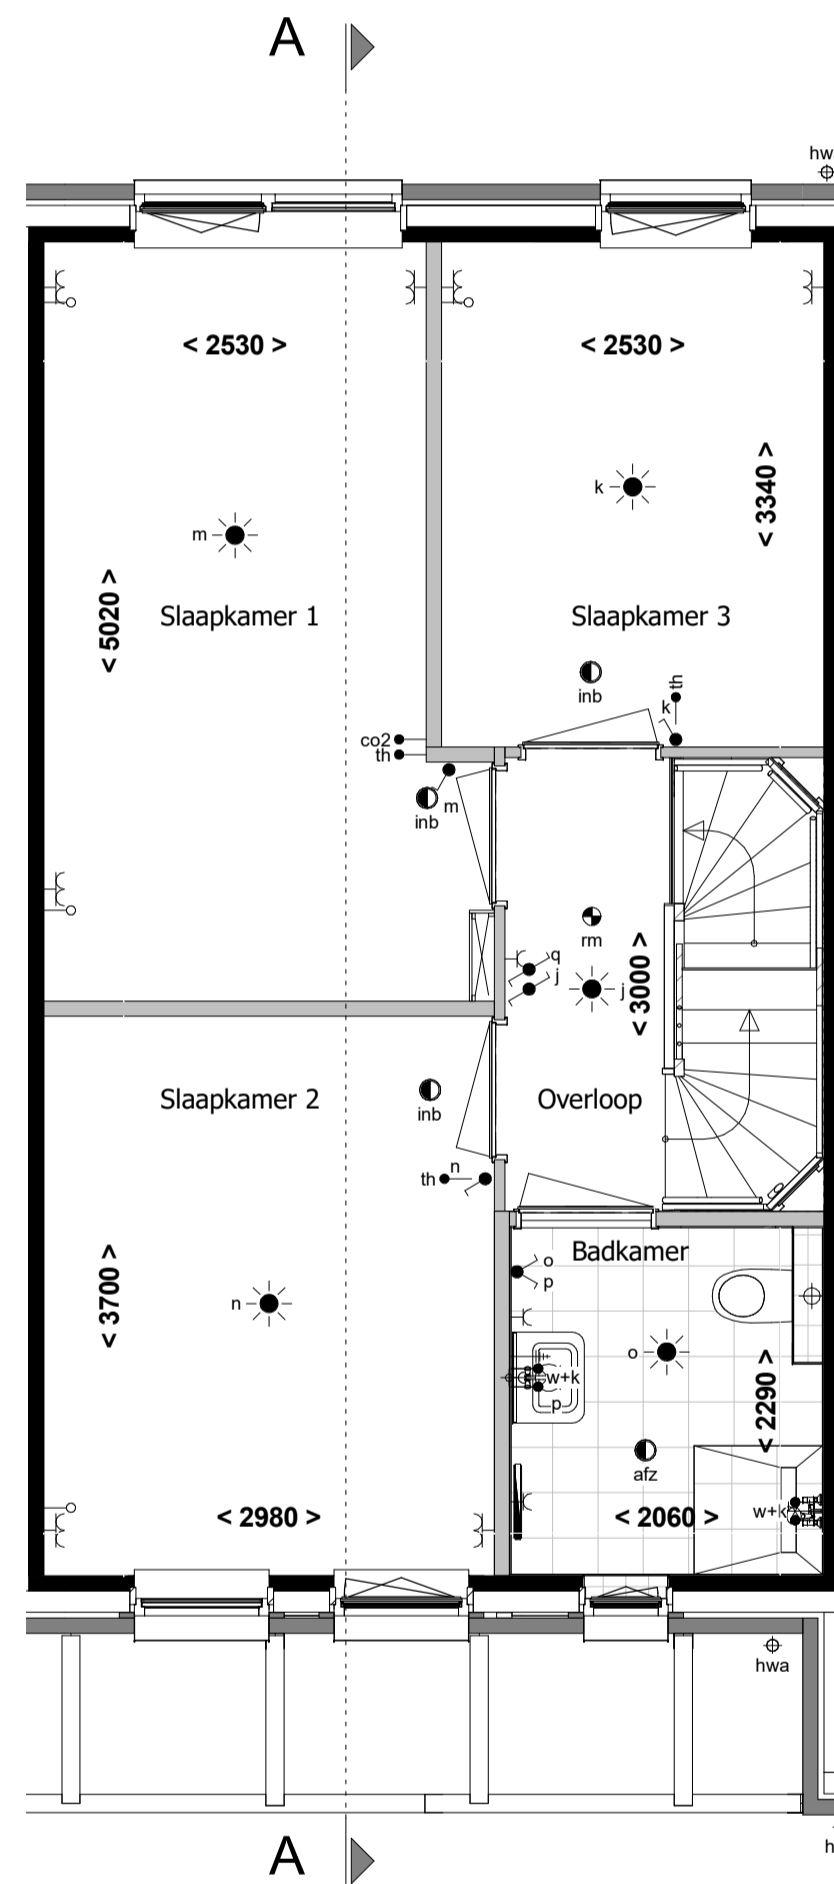 A
hw
< 2530 >
< 2530 >
k
< 3340 >
m
< 5020 >
Slaapkamer 1
Slaapkamer 3
inb
th
k
co2
th
m
inb
rm
q
j
j
< 3000 >
Slaapkamer 2
inb
Overloop
th
n
Badkamer
o
p
< 3700 >
n
o
w+k
p
< 2290 >
afz
< 2980 >
< 2060 >
w+k
hwa
h
A